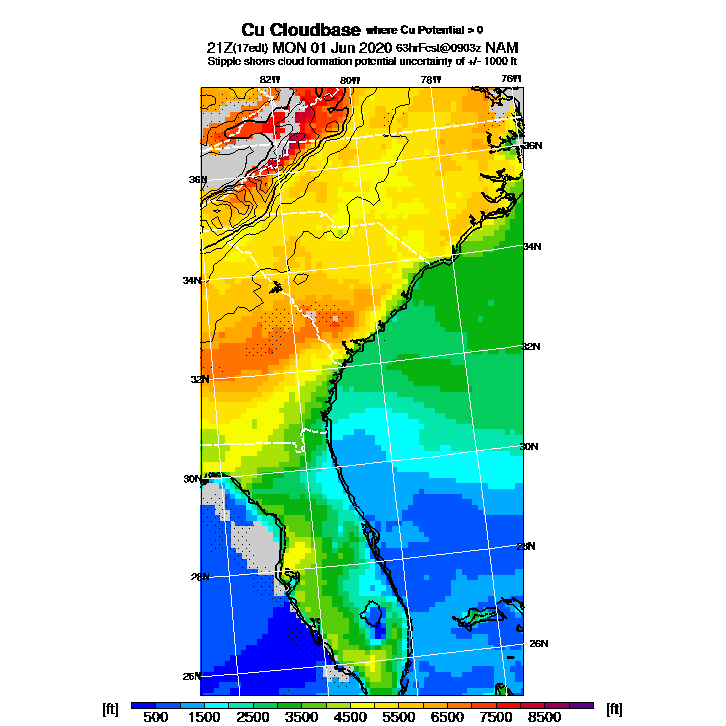 Cu Cloudbase where Cu Potential > 0
21Z(17edt) MON 01 Jun 2020 63hrFcst@0903z NAM
Stipple shows cloud formation potential uncertainty of +/- 1000 ft
82W 80W 78W 76W
36N
36N
34N
34N
32N
32N
30N
30N
28N
28N
26N
26N
[ft] 500 1500 2500 3500 4500 5500 6500 7500 8500 [ft]